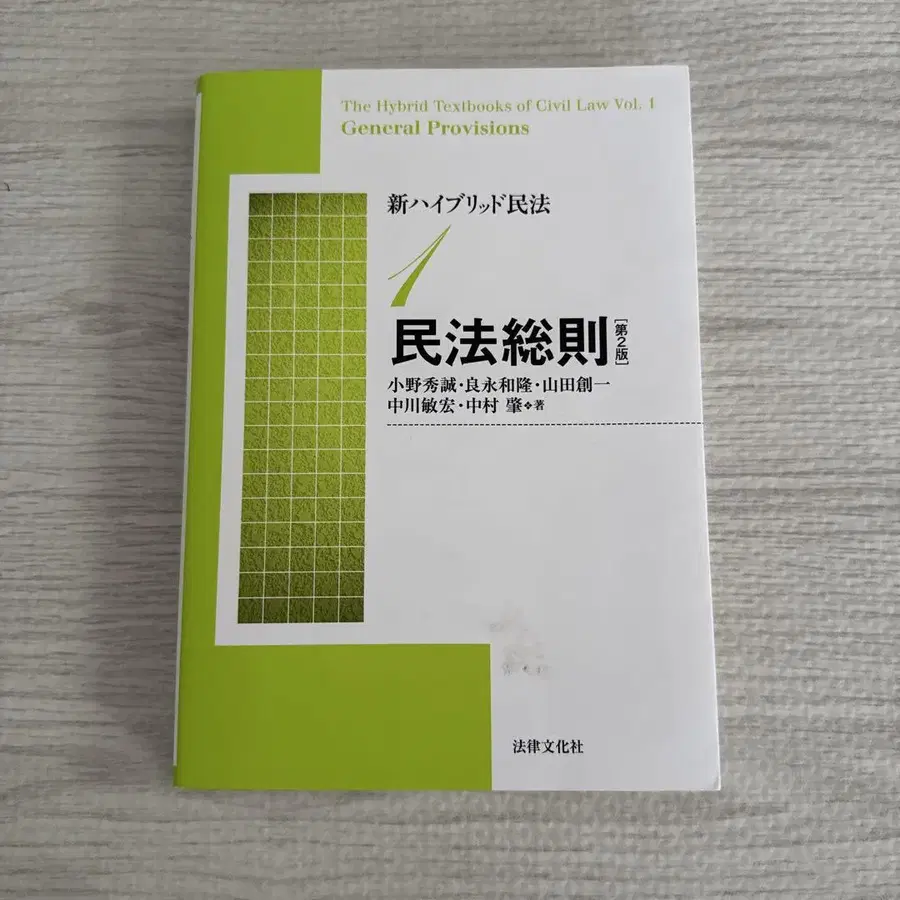 The Hybrid Textbooks of Civil Law Vol. 1
General Provisions
新ハイブリッド民法
1
民法総則[第2版]
小野秀誠・良永和隆・山田創一
中川敏宏・中村 肇❖著
法律文化社